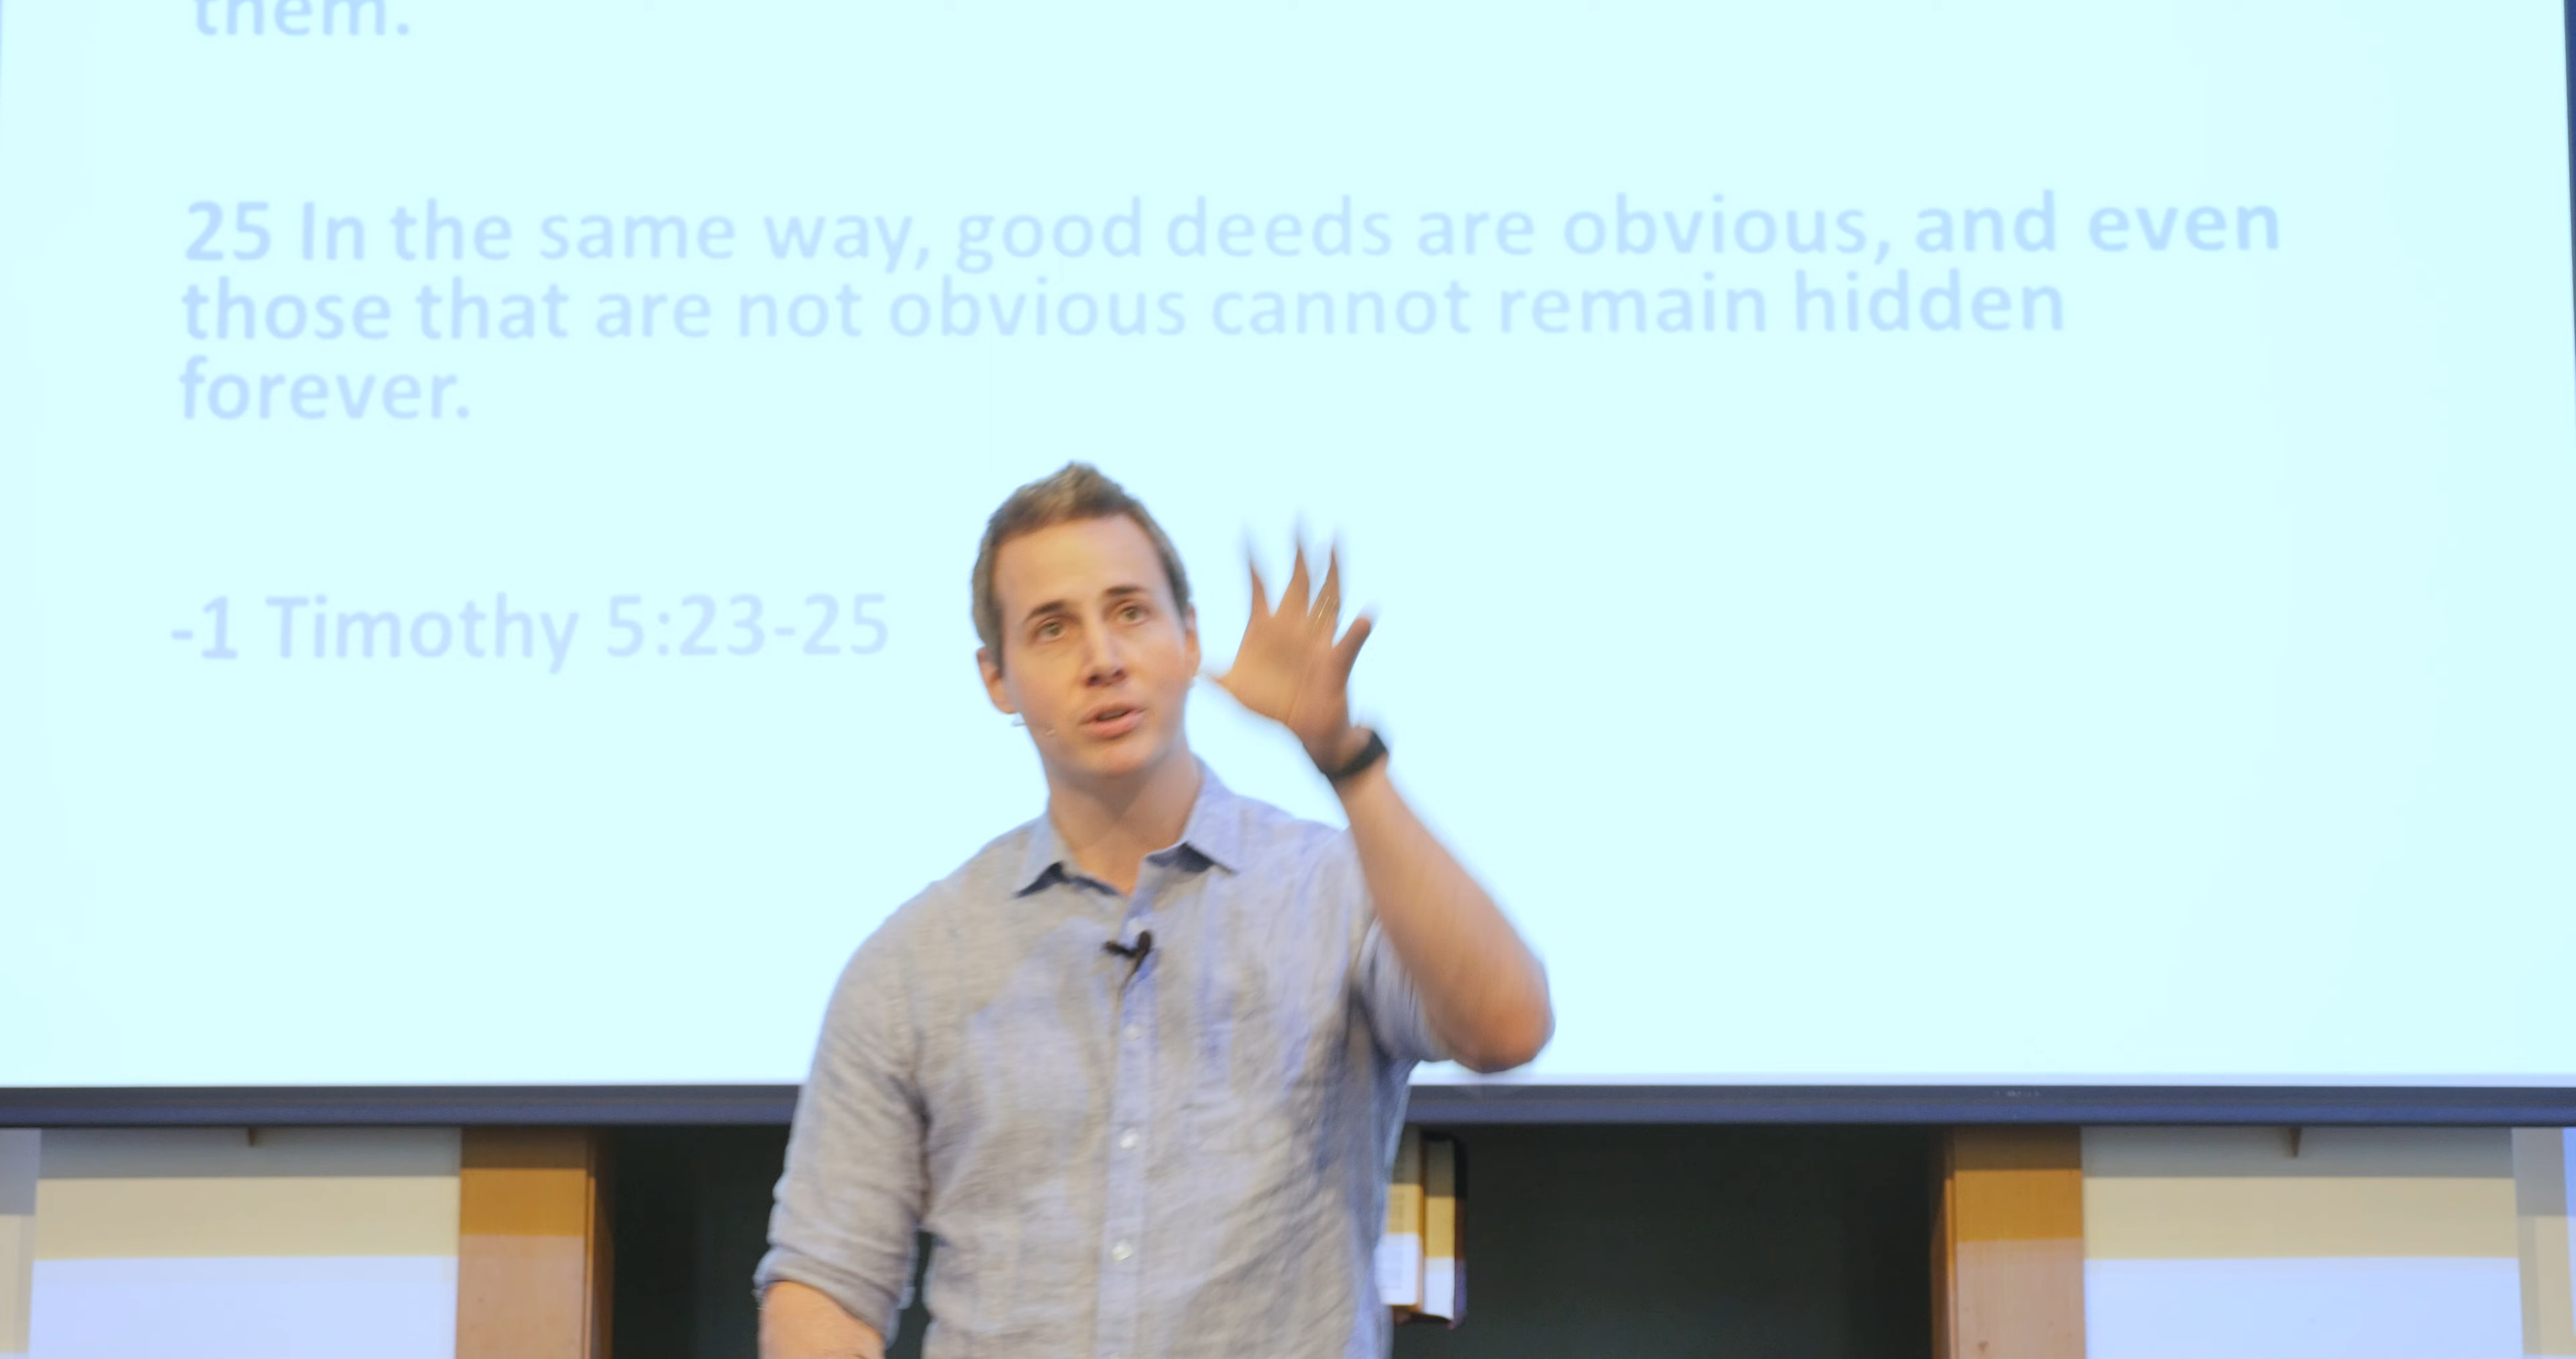 them.
25 In the same way, good deeds are obvious, and even
those that are not obvious cannot remain hidden
forever.
-1 Timothy 5:23-25